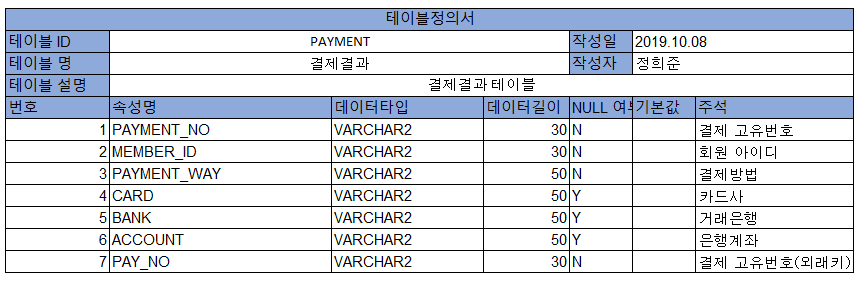 테이블정의서
테이블 ID PAYMENT 작성일 2019.10.08
테이블 명 결제결과 작성자 정희준
테이블 설명 결제결과 테이블
번호 속성명 데이터타입 데이터길이 NULL 여부 기본값 주석
1 PAYMENT_NO VARCHAR2 30 N 결제 고유번호
2 MEMBER_ID VARCHAR2 30 N 회원 아이디
3 PAYMENT_WAY VARCHAR2 50 N 결제방법
4 CARD VARCHAR2 50 Y 카드사
5 BANK VARCHAR2 50 Y 거래은행
6 ACCOUNT VARCHAR2 50 Y 은행계좌
7 PAY_NO VARCHAR2 30 N 결제 고유번호(외래키)